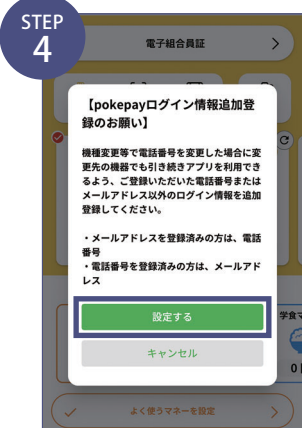 STEP
4
電子組合員証
【pokepayログイン情報追加登
録のお願い】
機種変更等で電話番号を変更した場合に変
更先の機器でも引き続きアプリを利用でき
るよう、ご登録いただいた電話番号または
メールアドレス以外のログイン情報を追加
登録してください。
・メールアドレスを登録済みの方は、電話
番号
・電話番号を登録済みの方は、メールアド
レス
設定する
学食マ
キャンセル
0
よく使うマネーを設定